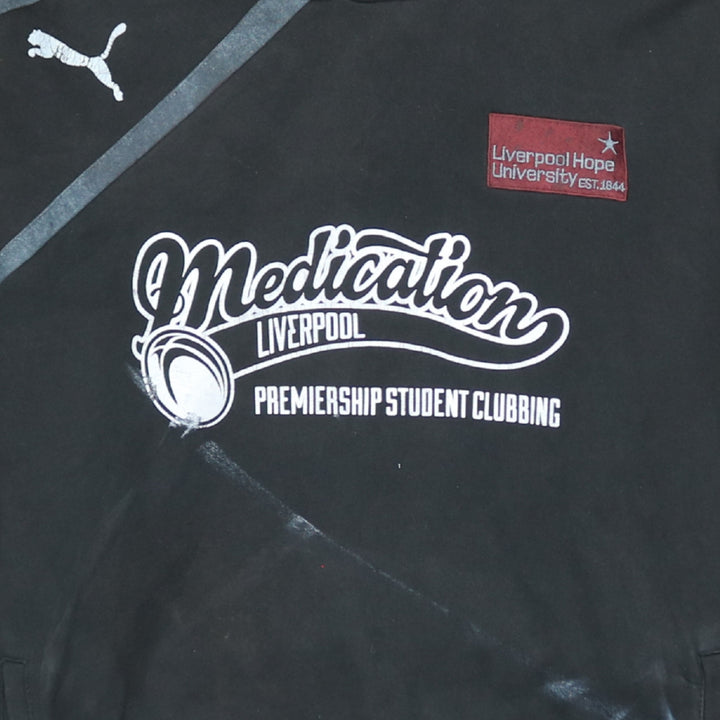 Liverpool Hope
University EST. 1844
Medication
LIVERPOOL
PREMIERSHIP STUDENT CLUBBING